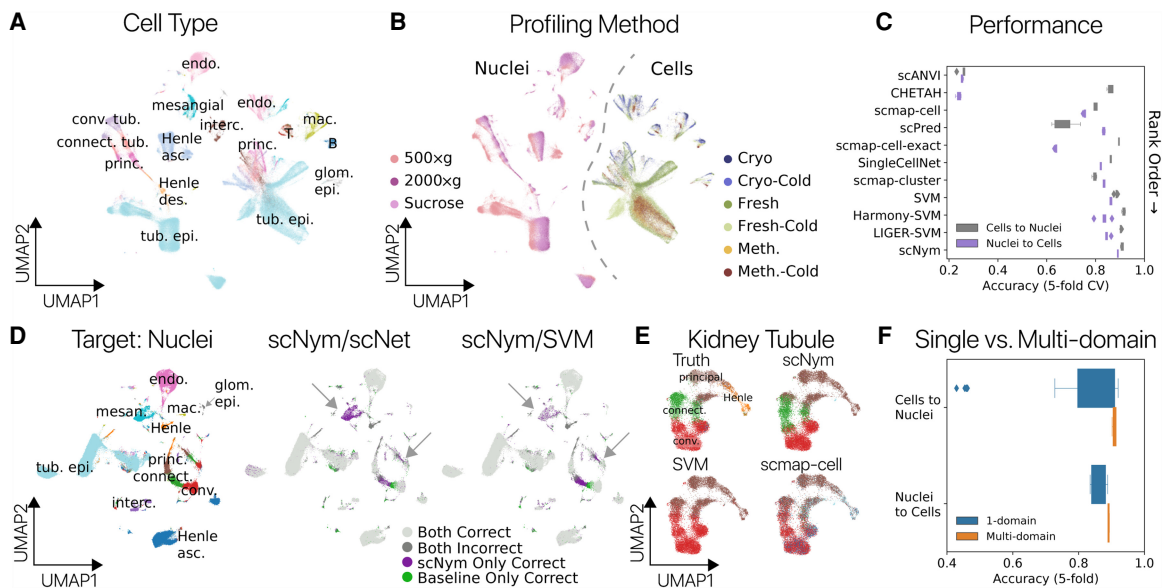 A
Cell Type
endo.
mesangial
endo.
conv. tub.
interc.
mac.
connect. tub.
Henle
asc.
T
B
princ.
princ.
Henle
des.
glom.
epi.
tub. epi.
tub. epi.
UMAP2
UMAP1
B
Profiling Method
Nuclei
Cells
500×g
2000×g
Sucrose
Cryo
Cryo-Cold
Fresh
Fresh-Cold
Meth.
Meth.-Cold
UMAP2
UMAP1
C
Performance
scANVI
CHETAH
scmap-cell
scPred
scmap-cell-exact
SingleCellNet
scmap-cluster
SVM
Harmony-SVM
LIGER-SVM
scNym
Cells to Nuclei
Nuclei to Cells
Rank Order →
0.2 0.4 0.6 0.8 1.0
Accuracy (5-fold CV)
D
Target: Nuclei
scNym/scNet
scNym/SVM
endo.
glom.
epi.
mesan.
mac.
Henle
tub. epi.
princ.
connect.
conv.
interc.
Henle
asc.
UMAP2
UMAP1
Both Correct
Both Incorrect
scNym Only Correct
Baseline Only Correct
E
Kidney Tubule
Truth
scNym
principal
Henle
connect.
conv.
SVM
scmap-cell
UMAP2
UMAP1
F
Single vs. Multi-domain
Cells to
Nuclei
Nuclei
to Cells
1-domain
Multi-domain
0.4 0.6 0.8 1.0
Accuracy (5-fold)